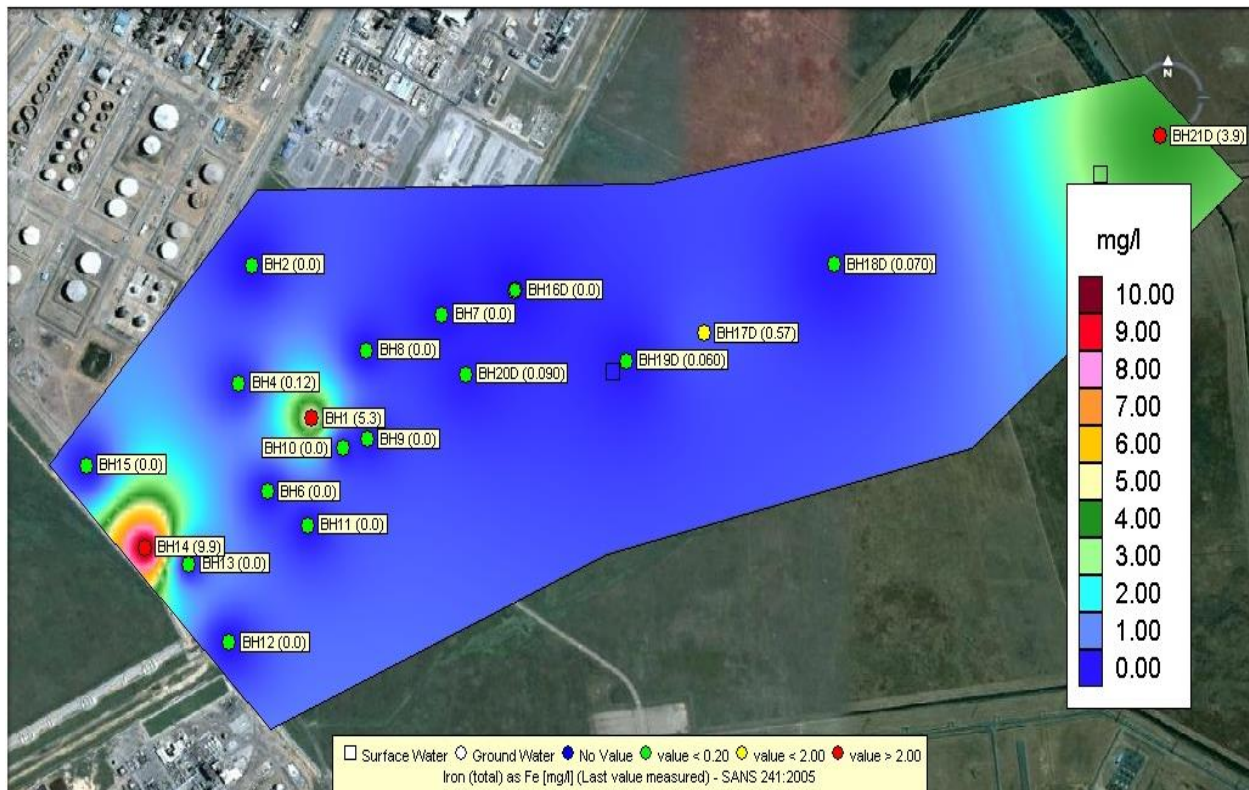 N
BH21D (3.9)
mg/l
BH2 (0.0)
BH18D (0.070)
BH16D (0.0)
10.00
BH7 (0.0)
9.00
BH17D (0.57)
BH8 (0.0)
BH19D (0.060)
8.00
BH20D (0.090)
BH4 (0.12)
7.00
BH1 (5.3)
6.00
BH9 (0.0)
BH10 (0.0)
BH15 (0.0)
5.00
BH6 (0.0)
4.00
BH11 (0.0)
BH14 (9.9)
3.00
BH13 (0.0)
2.00
1.00
BH12 (0.0)
0.00
Surface Water Ground Water No Value value < 0.20 value < 2.00 value > 2.00
Iron (total) as Fe [mg/l] (Last value measured) - SANS 241:2005